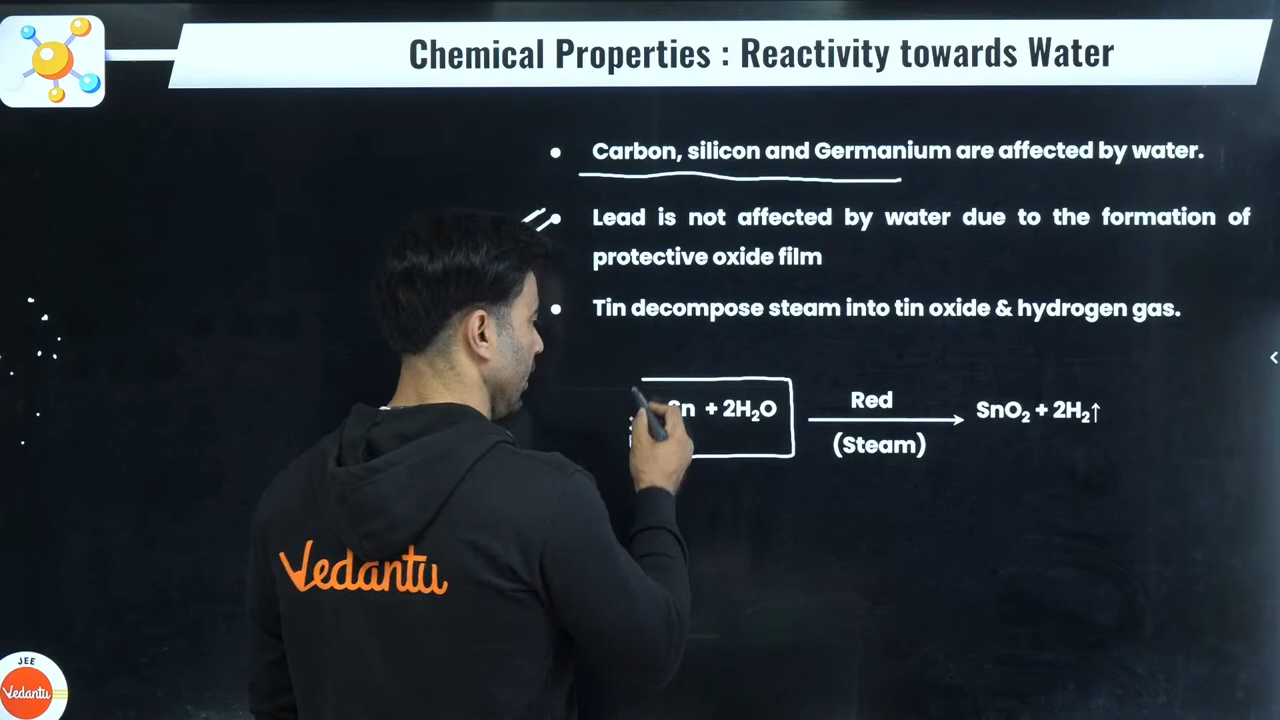 Chemical Properties : Reactivity towards Water
• Carbon, silicon and Germanium are affected by water.
• Lead is not affected by water due to the formation of
protective oxide film
• Tin decompose steam into tin oxide & hydrogen gas.
Sn + 2H₂O Red SnO₂ + 2H₂↑
(Steam)
Vedantu
JEE
Vedantu